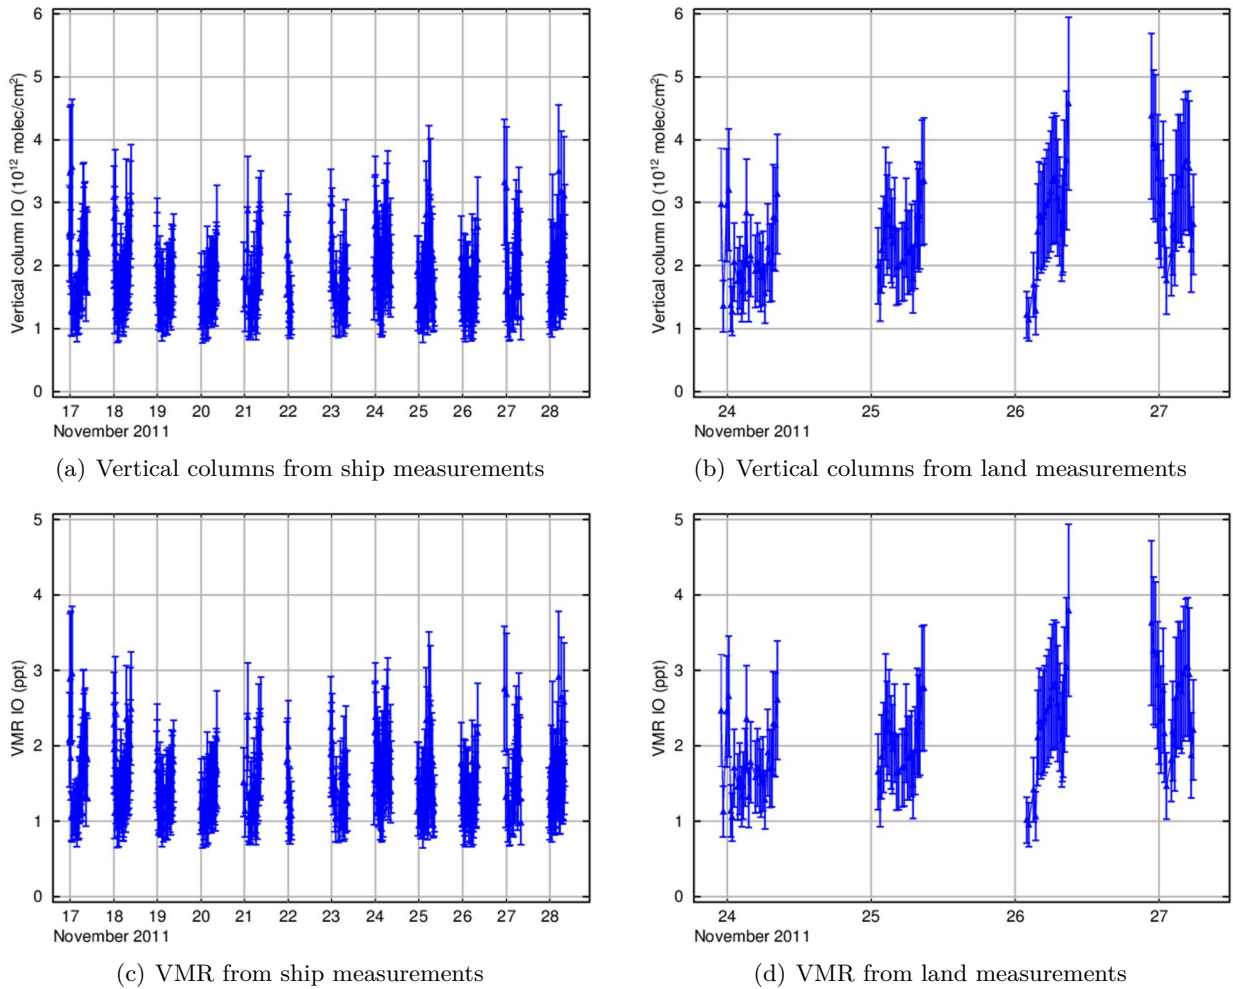 6
5
4
3
2
1
0
Vertical column IO (10¹² molec/cm²)
17 18 19 20 21 22 23 24 25 26 27 28
November 2011
(a) Vertical columns from ship measurements
6
5
4
3
2
1
0
Vertical column IO (10¹² molec/cm²)
24 25 26 27
November 2011
(b) Vertical columns from land measurements
5
4
3
2
1
0
VMR IO (ppt)
17 18 19 20 21 22 23 24 25 26 27 28
November 2011
(c) VMR from ship measurements
5
4
3
2
1
0
VMR IO (ppt)
24 25 26 27
November 2011
(d) VMR from land measurements